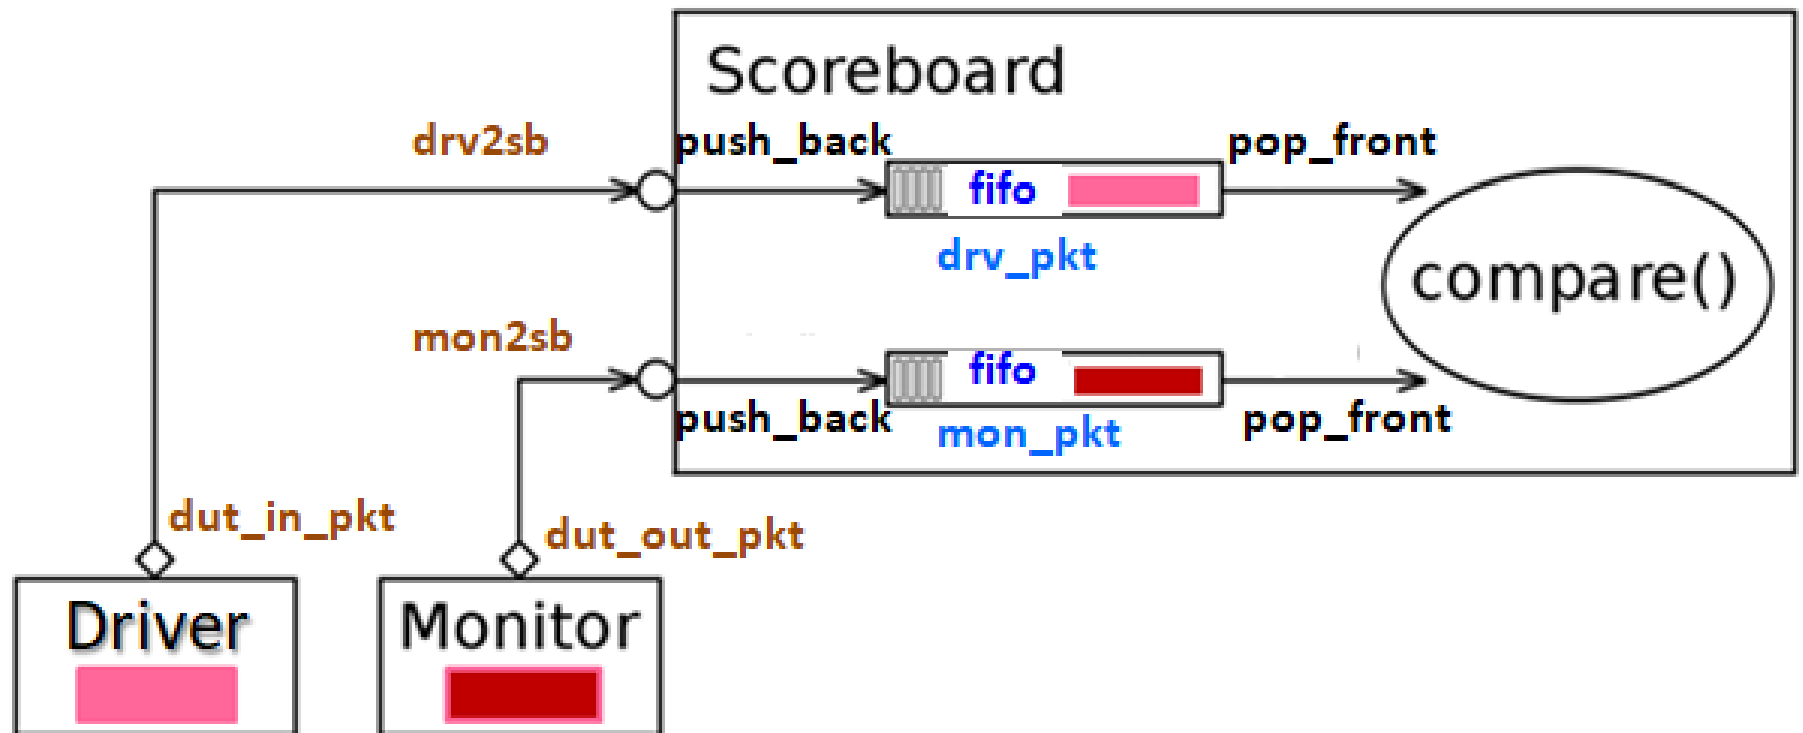 Scoreboard
drv2sb
push_back
pop_front
fifo
drv_pkt
compare()
mon2sb
fifo
push_back
mon_pkt
pop_front
dut_in_pkt
dut_out_pkt
Driver
Monitor